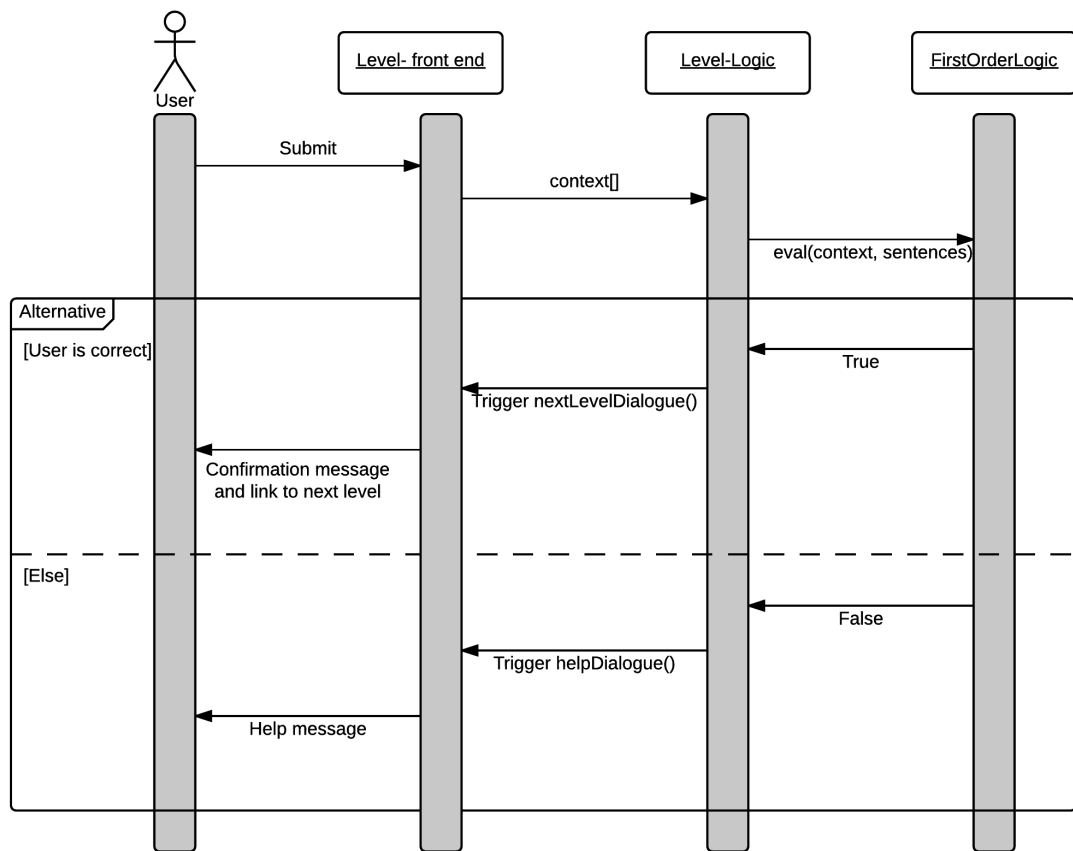 User
Level- front end
Level-Logic
FirstOrderLogic
Submit
context[]
eval(context, sentences)
Alternative
[User is correct]
True
Trigger nextLevelDialogue()
Confirmation message
and link to next level
[Else]
False
Trigger helpDialogue()
Help message